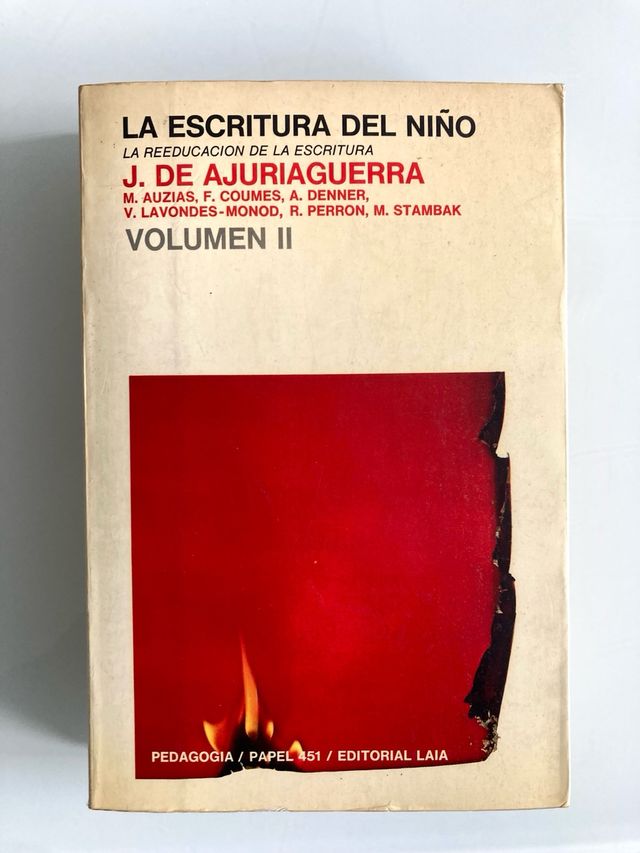 LA ESCRITURA DEL NIÑO
LA REEDUCACION DE LA ESCRITURA
J. DE AJURIAGUERRA
M. AUZIAS, F. COUMES, A. DENNER,
V. LAVONDES-MONOD, R. PERRON, M. STAMBAK
VOLUMEN II
PEDAGOGIA / PAPEL 451 / EDITORIAL LAIA